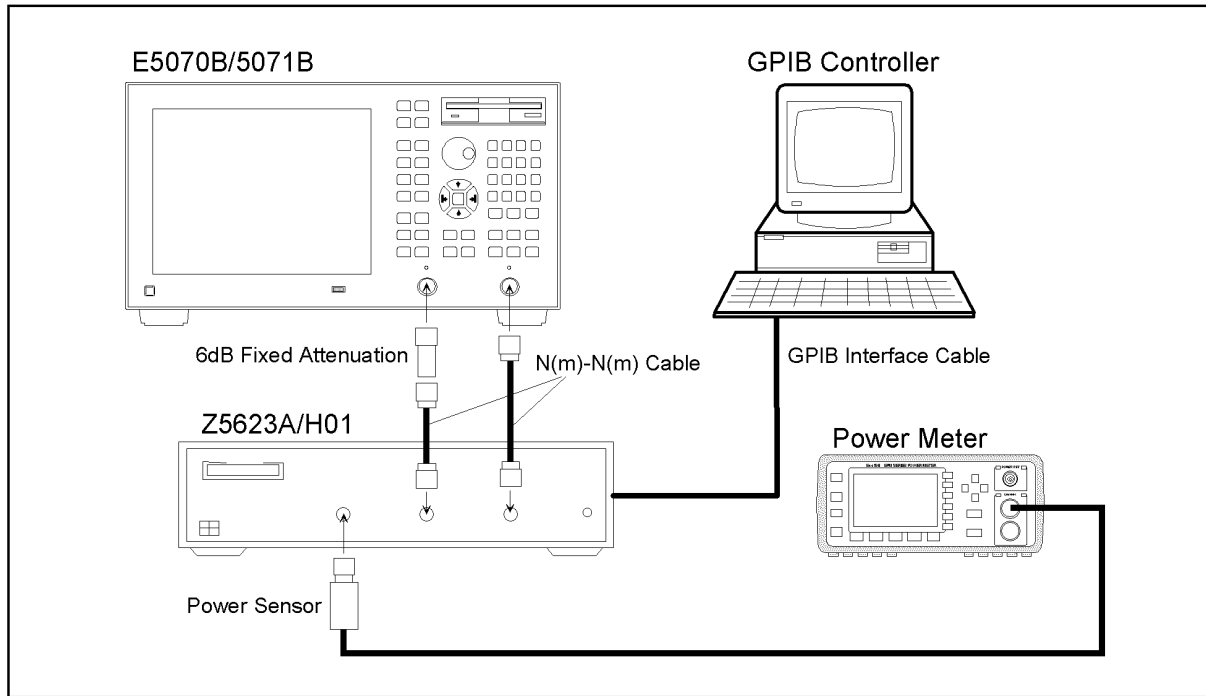 E5070B/5071B
GPIB Controller
6dB Fixed Attenuation
N(m)-N(m) Cable
GPIB Interface Cable
Z5623A/H01
Power Meter
Power Sensor